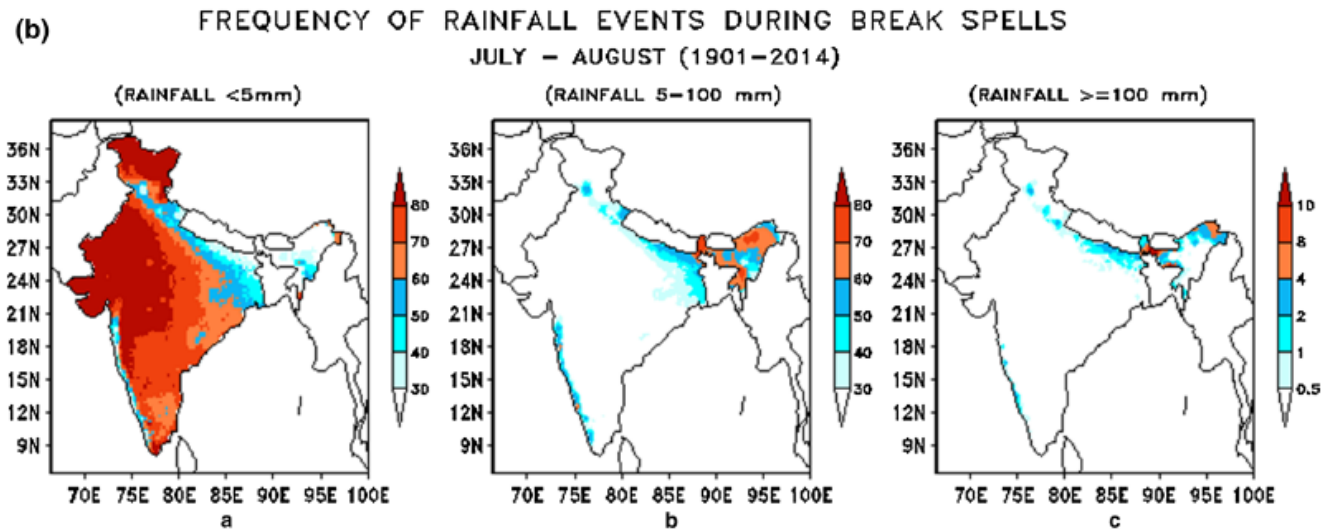 (b)
FREQUENCY OF RAINFALL EVENTS DURING BREAK SPELLS
JULY – AUGUST (1901–2014)
(RAINFALL <5mm)
36N
33N
30N
27N
24N
21N
18N
15N
12N
9N
70E 75E 80E 85E 90E 95E 100E
80
70
60
50
40
30
a
(RAINFALL 5–100 mm)
36N
33N
30N
27N
24N
21N
18N
15N
12N
9N
70E 75E 80E 85E 90E 95E 100E
80
70
60
50
40
30
b
(RAINFALL >=100 mm)
36N
33N
30N
27N
24N
21N
18N
15N
12N
9N
70E 75E 80E 85E 90E 95E 100E
10
8
4
2
1
0.5
c